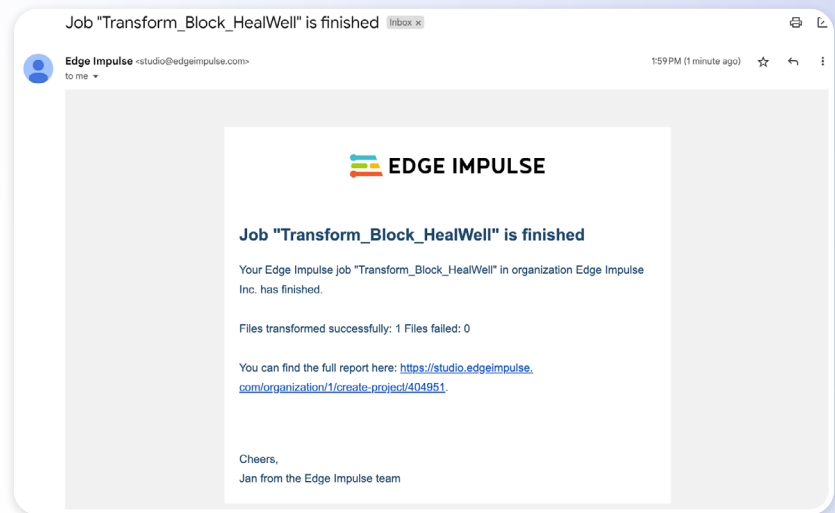 Job "Transform_Block_HealWell" is finished Inbox x
Edge Impulse <studio@edgeimpulse.com> 1:59 PM (1 minute ago)
to me
EDGE IMPULSE
Job "Transform_Block_HealWell" is finished
Your Edge Impulse job "Transform_Block_HealWell" in organization Edge Impulse
Inc. has finished.
Files transformed successfully: 1 Files failed: 0
You can find the full report here: https://studio.edgeimpulse.
com/organization/1/create-project/404951.
Cheers,
Jan from the Edge Impulse team